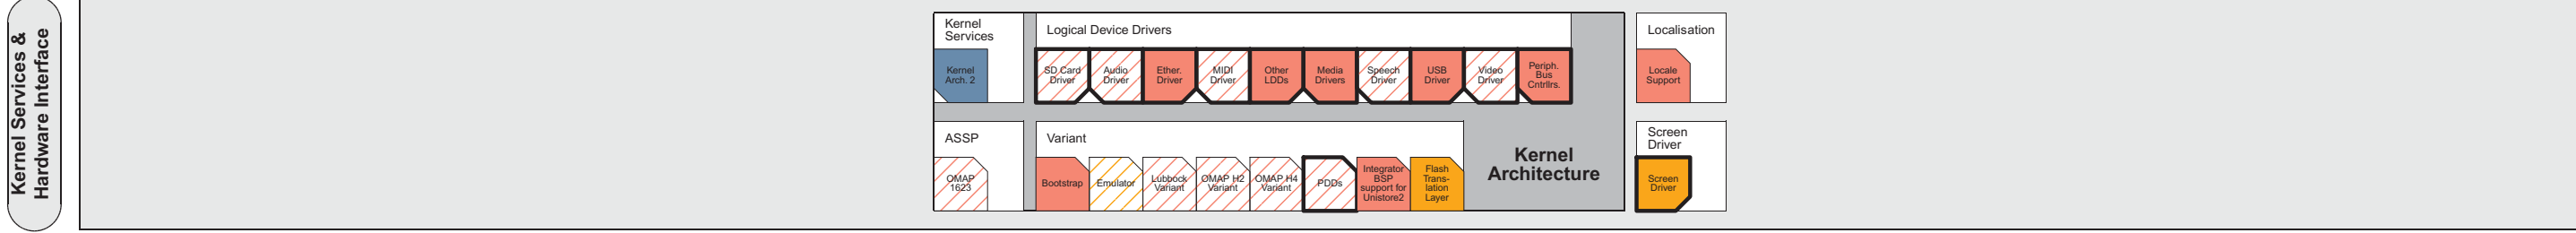 Kernel Services &
Hardware Interface
Kernel
Services
Kernel
Arch. 2
Logical Device Drivers
SD Card
Driver
Audio
Driver
Ether.
Driver
MIDI
Driver
Other
LDDs
Media
Drivers
Speech
Driver
USB
Driver
Video
Driver
Periph.
Bus
Cntrllrs.
Localisation
Locale
Support
ASSP
OMAP
1623
Variant
Bootstrap
Emulator
Lubbock
Variant
OMAP H2
Variant
OMAP H4
Variant
PDDs
Integrator
BSP
support for
Unistore2
Flash
Trans-
lation
Layer
Kernel
Architecture
Screen
Driver
Screen
Driver